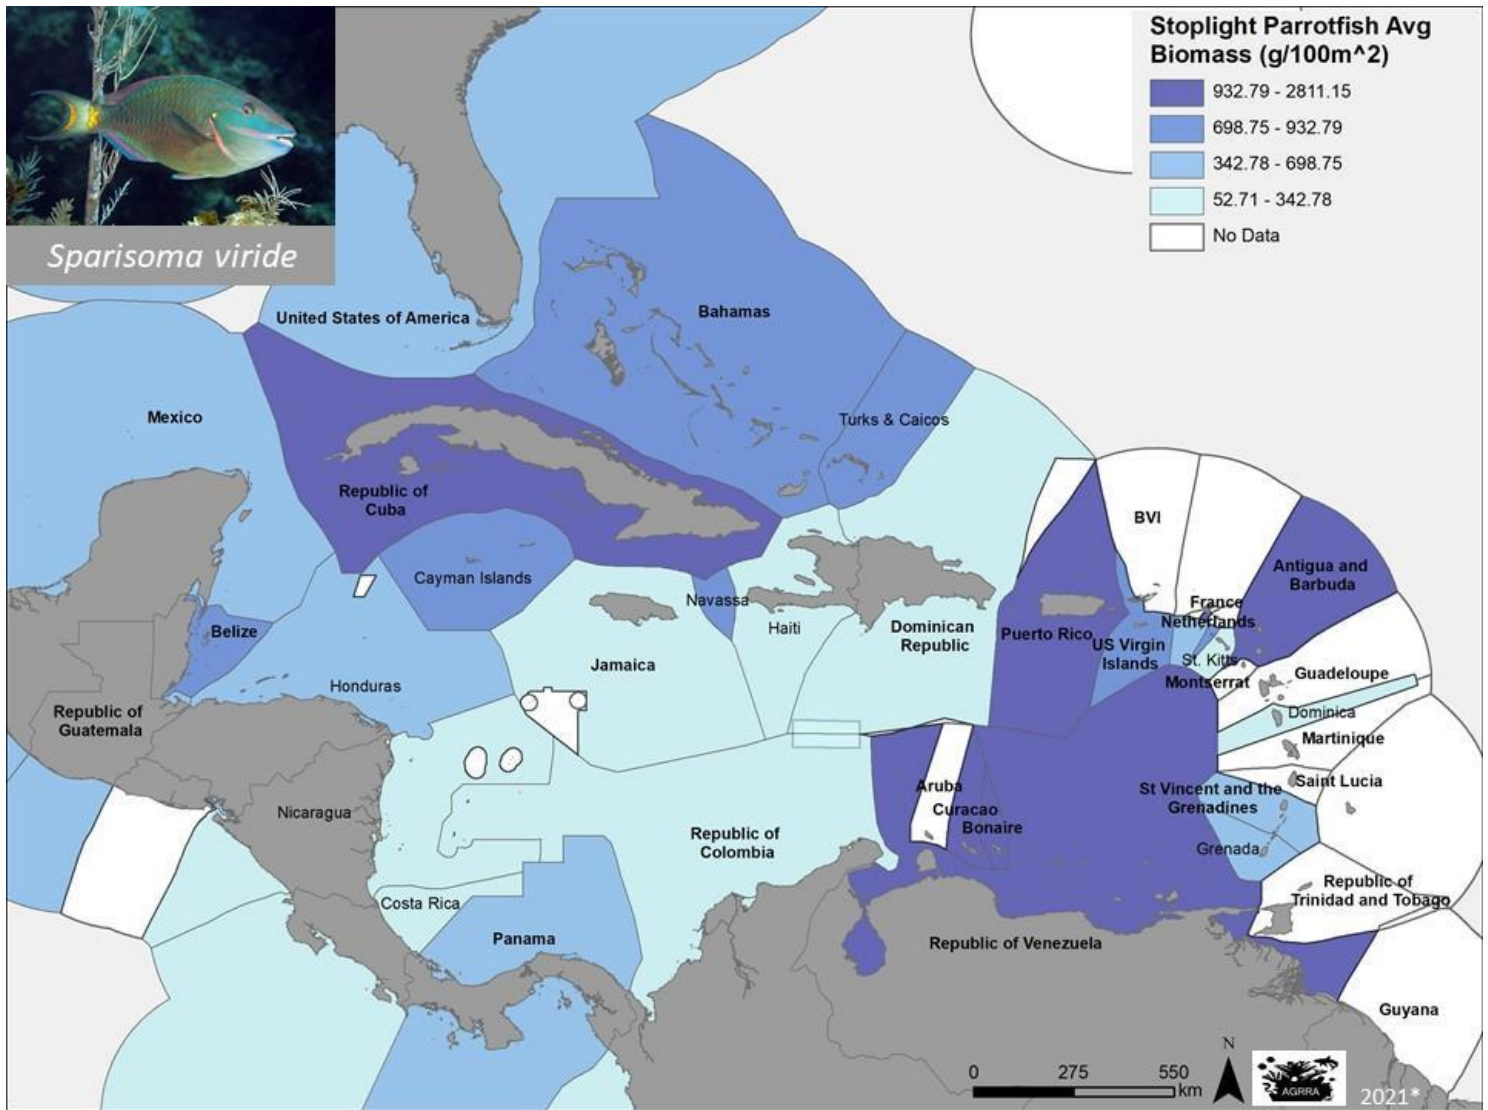 Sparisoma viride
Stoplight Parrotfish Avg
Biomass (g/100m^2)
932.79 - 2811.15
698.75 - 932.79
342.78 - 698.75
52.71 - 342.78
No Data
United States of America
Bahamas
Mexico
Turks & Caicos
Republic of
Cuba
BVI
Cayman Islands
Antigua and
Barbuda
Navassa
France
Netherlands
Belize
Haiti
Dominican
Republic
Puerto Rico
US Virgin
Islands
St. Kitts
Jamaica
Montserrat
Guadeloupe
Honduras
Dominica
Republic of
Guatemala
Martinique
Aruba
Saint Lucia
St Vincent and the
Grenadines
Nicaragua
Curacao
Bonaire
Republic of
Colombia
Grenada
Costa Rica
Republic of
Trinidad and Tobago
Panama
Republic of Venezuela
Guyana
N
0 275 550
km
AGRRA
2021*